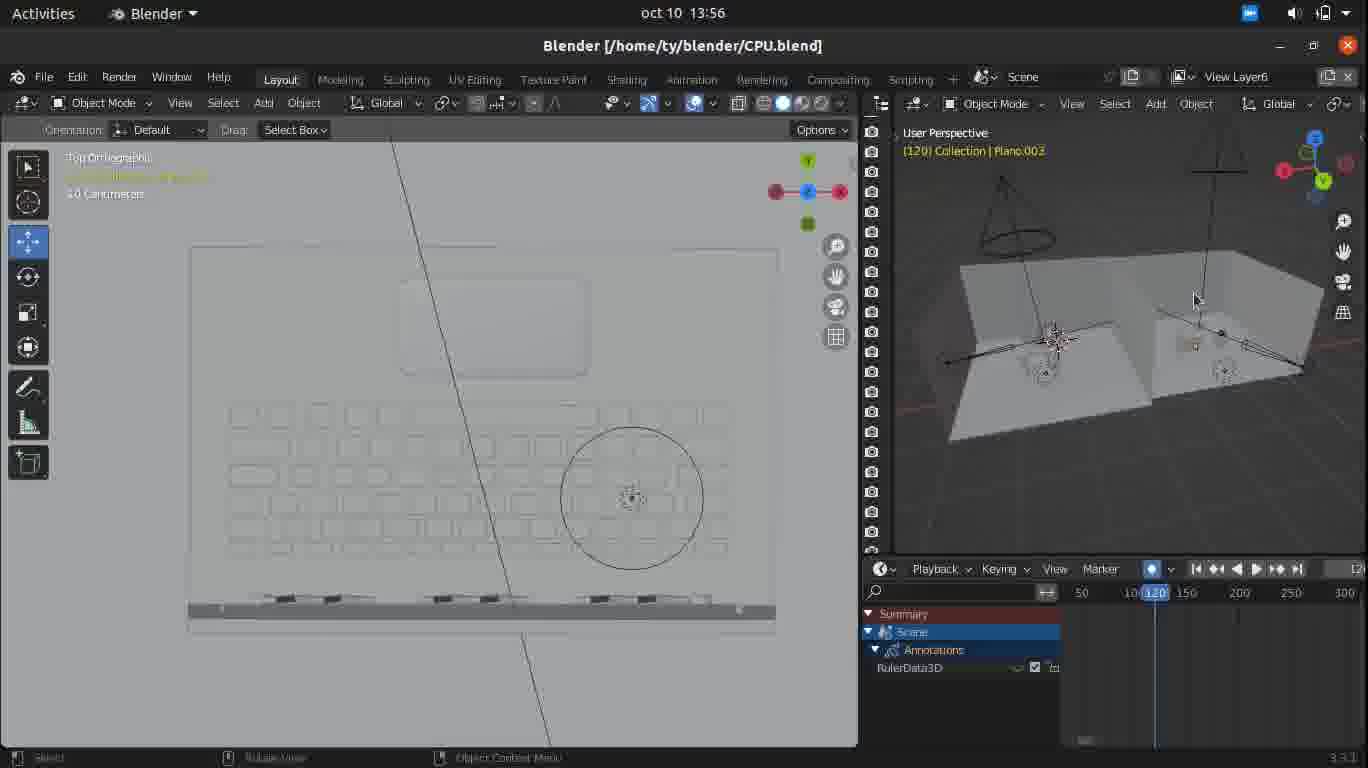 Activities Blender oct 10 13:56
Blender [/home/ty/blender/CPU.blend]
File Edit Render Window Help Layout Modeling Sculpting UV Editing Texture Paint Shading Animation Rendering Compositing Scripting + Scene View Layer6
Object Mode View Select Add Object Global Object Mode View Select Add Object Global
Orientation: Default Drag: Select Box Options
User Perspective
(120) Collection | Plano.003
Top Orthographic
10 Centimeters
Y
X
Z
Z
Y
Playback Keying View Marker
50 120 150 200 250 300
Summary
Scene
Annotations
RulerData3D
Select Rotate View Object Context Menu 3.3.1